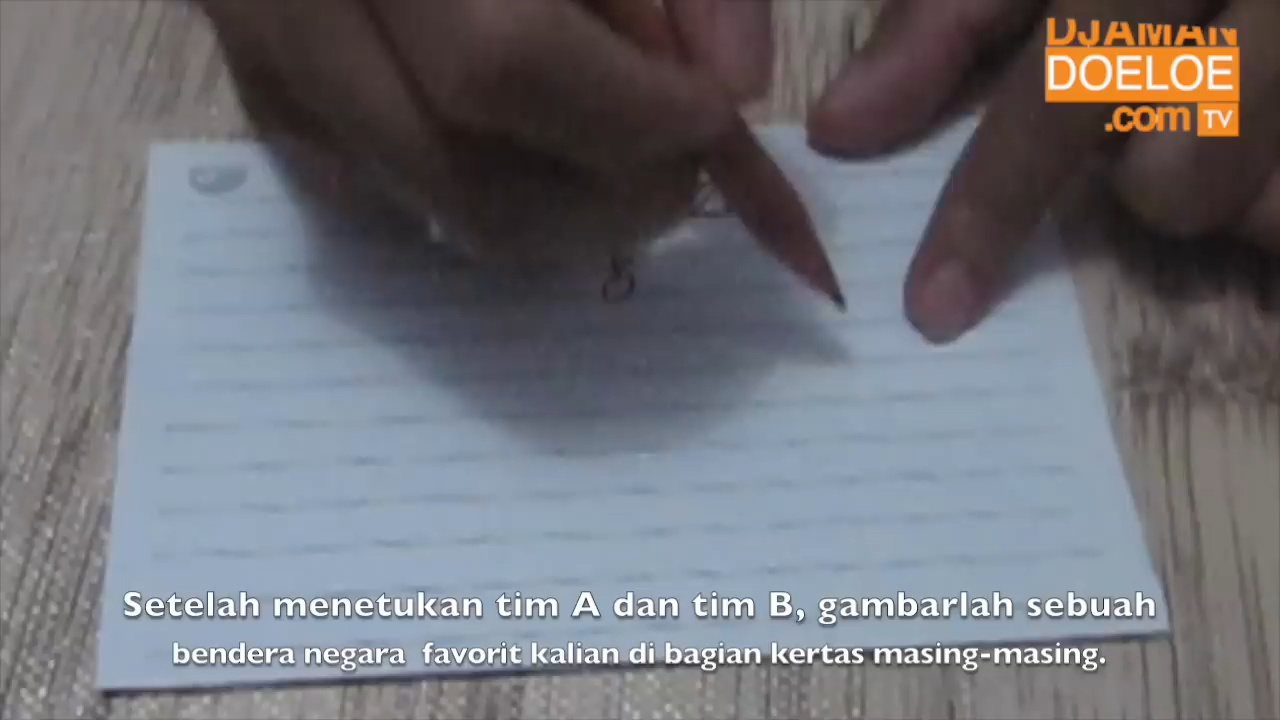 DJAMAN
DOELOE
.com TV
Setelah menetukan tim A dan tim B, gambarlah sebuah
bendera negara favorit kalian di bagian kertas masing-masing.